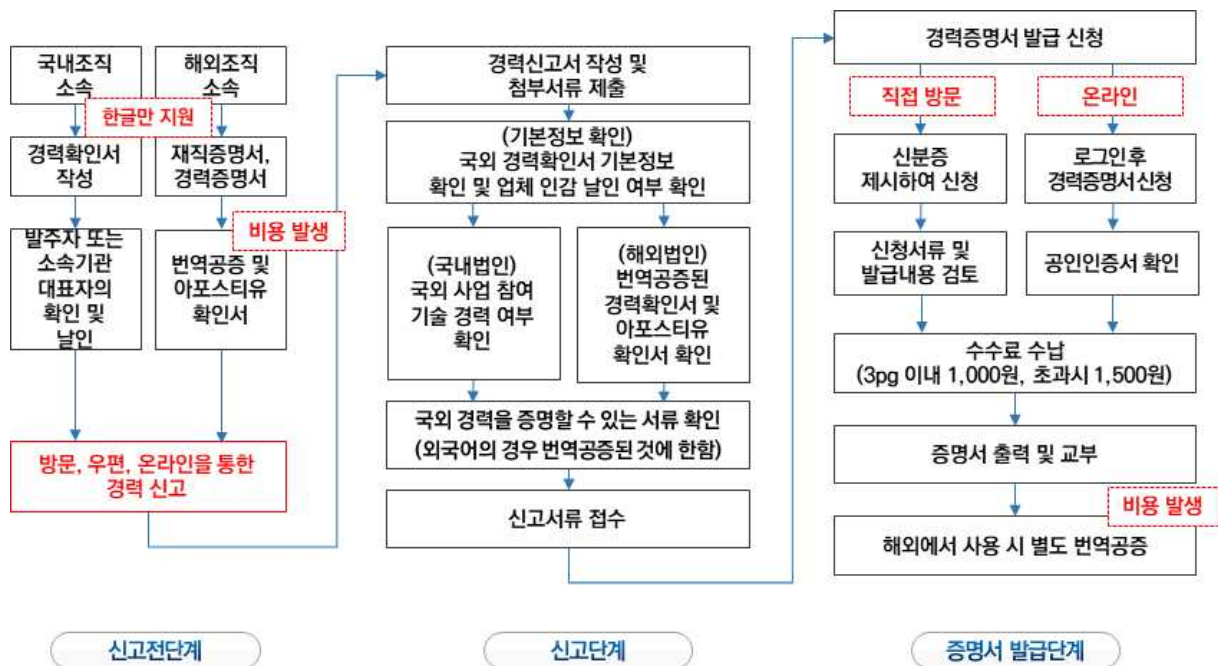 국내조직
소속
해외조직
소속
한글만 지원
경력확인서
작성
재직증명서,
경력증명서
비용 발생
발주자 또는
소속기관
대표자의
확인 및
날인
번역공증 및
아포스티유
확인서
방문, 우편, 온라인을 통한
경력 신고
신고전단계
경력신고서 작성 및
첨부서류 제출
(기본정보 확인)
국외 경력확인서 기본정보
확인 및 업체 인감 날인 여부 확인
(국내법인)
국외 사업 참여
기술 경력 여부
확인
(해외법인)
번역공증된
경력확인서 및
아포스티유
확인서 확인
국외 경력을 증명할 수 있는 서류 확인
(외국어의 경우 번역공증된 것에 한함)
신고서류 접수
신고단계
경력증명서 발급 신청
직접 방문
온라인
신분증
제시하여 신청
로그인 후
경력증명서 신청
신청서류 및
발급내용 검토
공인인증서 확인
수수료 수납
(3pg 이내 1,000원, 초과시 1,500원)
증명서 출력 및 교부
비용 발생
해외에서 사용 시 별도 번역공증
증명서 발급단계